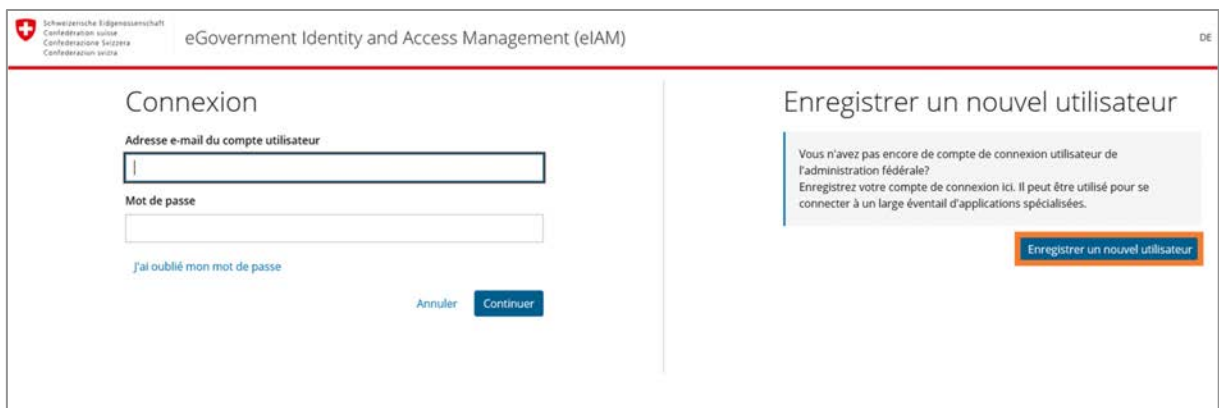 Schweizerische Eidgenossenschaft
Confédération suisse
Confederazione Svizzera
Confederaziun svizra
eGovernment Identity and Access Management (eIAM)
DE
Connexion
Adresse e-mail du compte utilisateur
Mot de passe
J'ai oublié mon mot de passe
Annuler
Continuer
Enregistrer un nouvel utilisateur
Vous n'avez pas encore de compte de connexion utilisateur de
l'administration fédérale?
Enregistrez votre compte de connexion ici. Il peut être utilisé pour se
connecter à un large éventail d'applications spécialisées.
Enregistrer un nouvel utilisateur